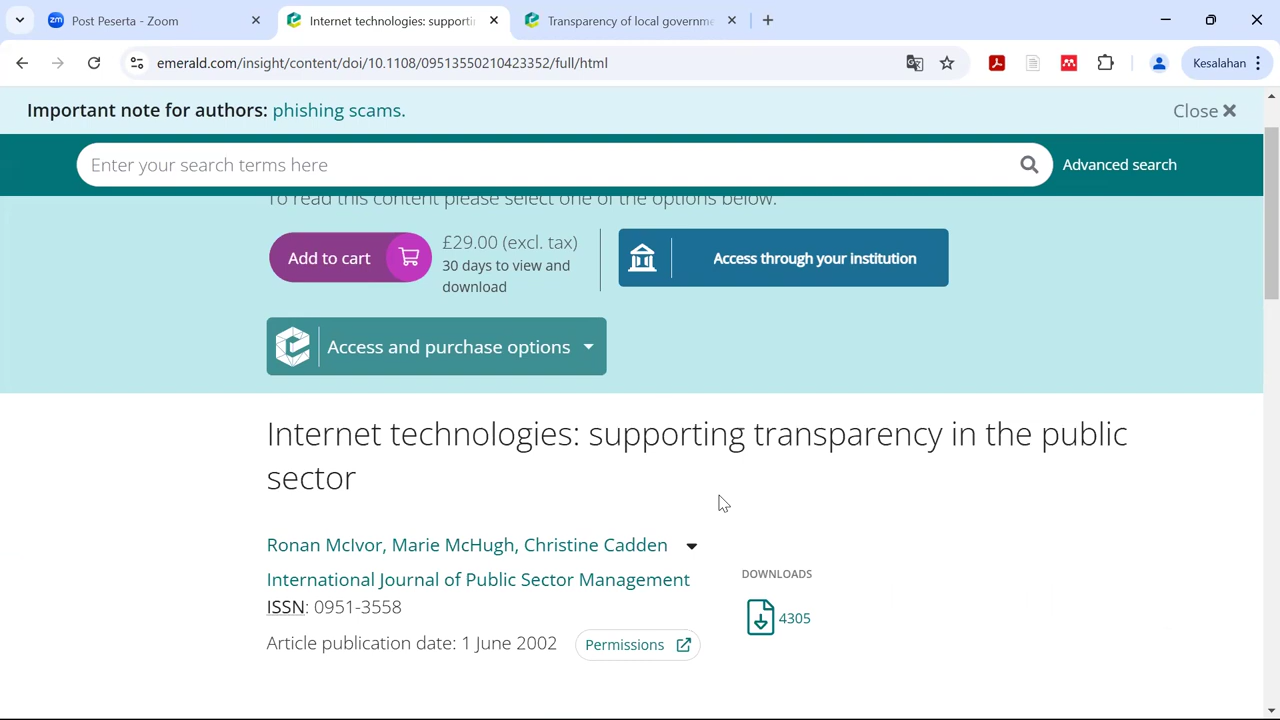 Post Peserta - Zoom
Internet technologies: supporti
Transparency of local governme
emerald.com/insight/content/doi/10.1108/09513550210423352/full/html
Kesalahan
Important note for authors: phishing scams.
Close
Enter your search terms here
Advanced search
To read this content please select one of the options below:
Add to cart
£29.00 (excl. tax)
30 days to view and
download
Access through your institution
Access and purchase options
Internet technologies: supporting transparency in the public
sector
Ronan McIvor, Marie McHugh, Christine Cadden
International Journal of Public Sector Management
ISSN: 0951-3558
Article publication date: 1 June 2002
Permissions
DOWNLOADS
4305